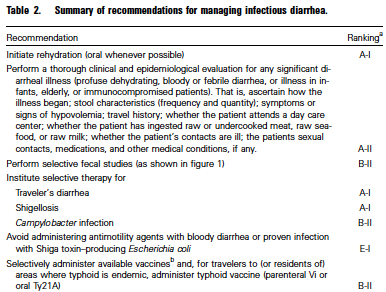 Table 2. Summary of recommendations for managing infectious diarrhea.
Recommendation Rankingᵃ
Initiate rehydration (oral whenever possible) A-I
Perform a thorough clinical and epidemiological evaluation for any significant di-
arrheal illness (profuse dehydrating, bloody or febrile diarrhea, or illness in in-
fants, elderly, or immunocompromised patients). That is, ascertain how the
illness began; stool characteristics (frequency and quantity); symptoms or
signs of hypovolemia; travel history; whether the patient attends a day care
center; whether the patient has ingested raw or undercooked meat, raw sea-
food, or raw milk; whether the patient's contacts are ill; the patients sexual
contacts, medications, and other medical conditions, if any. A-II
Perform selective fecal studies (as shown in figure 1) B-II
Institute selective therapy for
Traveler's diarrhea A-I
Shigellosis A-I
Campylobacter infection B-II
Avoid administering antimotility agents with bloody diarrhea or proven infection
with Shiga toxin–producing Escherichia coli E-I
Selectively administer available vaccinesᵇ and, for travelers to (or residents of)
areas where typhoid is endemic, administer typhoid vaccine (parenteral Vi or
oral Ty21A) B-II